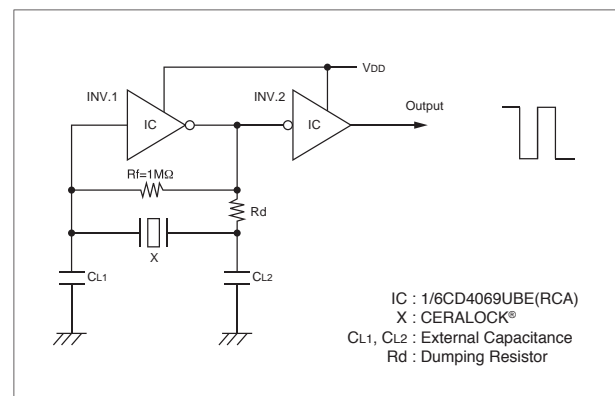 VDD
INV.1
INV.2
IC
IC
Output
Rf=1MΩ
Rd
X
CL1
CL2
IC : 1/6CD4069UBE(RCA)
X : CERALOCK®
CL1, CL2 : External Capacitance
Rd : Dumping Resistor